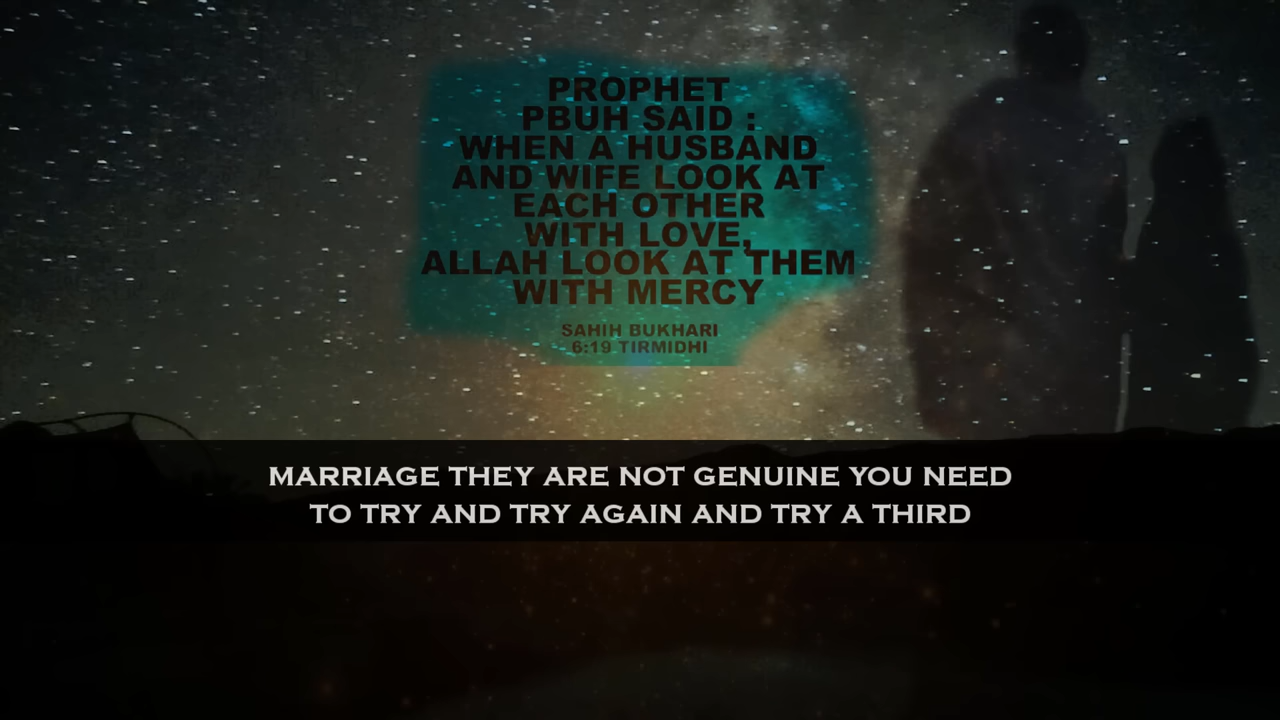 PROPHET
PBUH SAID :
WHEN A HUSBAND
AND WIFE LOOK AT
EACH OTHER
WITH LOVE,
ALLAH LOOK AT THEM
WITH MERCY
SAHIH BUKHARI
6:19 TIRMIDHI
MARRIAGE THEY ARE NOT GENUINE YOU NEED
TO TRY AND TRY AGAIN AND TRY A THIRD